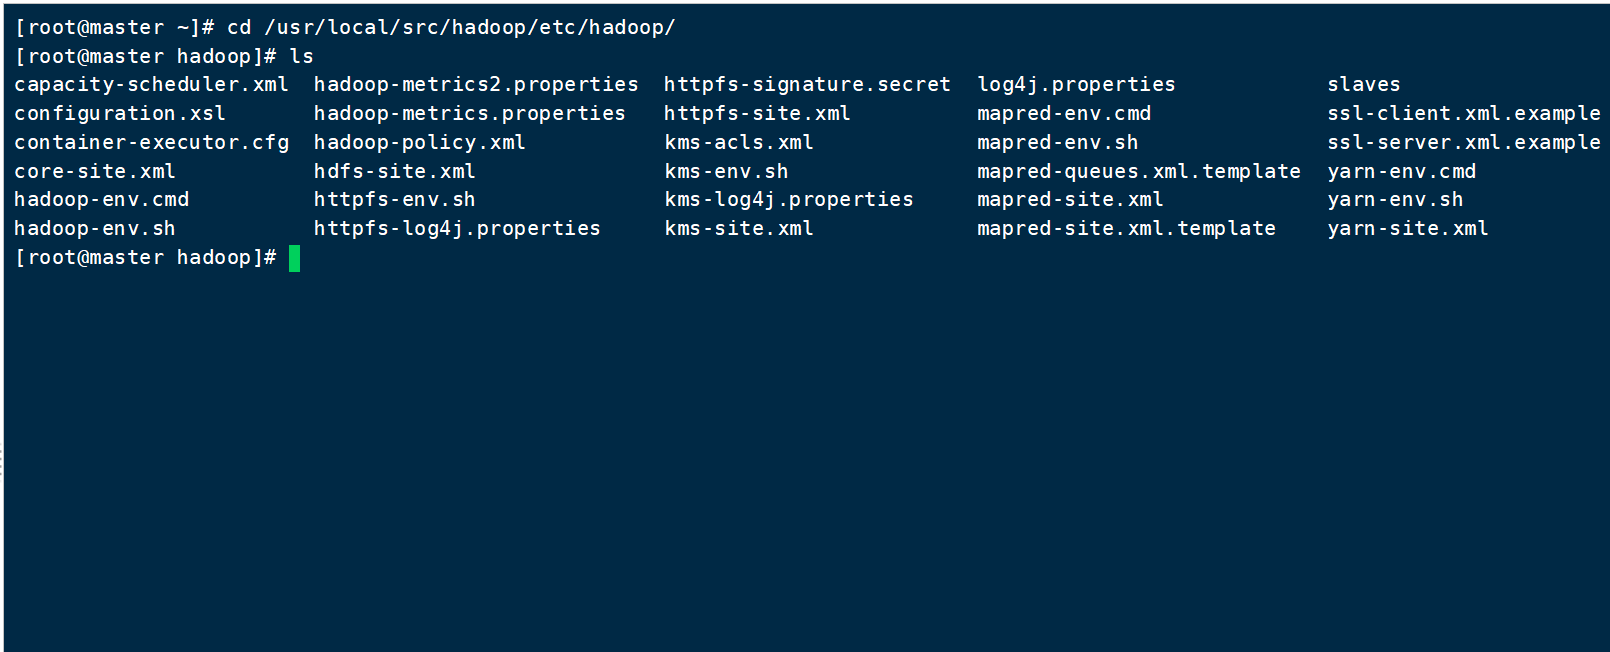 [root@master ~]# cd /usr/local/src/hadoop/etc/hadoop/
[root@master hadoop]# ls
capacity-scheduler.xml  hadoop-metrics2.properties  httpfs-signature.secret  log4j.properties            slaves
configuration.xsl       hadoop-metrics.properties   httpfs-site.xml          mapred-env.cmd              ssl-client.xml.example
container-executor.cfg  hadoop-policy.xml           kms-acls.xml             mapred-env.sh               ssl-server.xml.example
core-site.xml           hdfs-site.xml               kms-env.sh               mapred-queues.xml.template  yarn-env.cmd
hadoop-env.cmd          httpfs-env.sh               kms-log4j.properties     mapred-site.xml             yarn-env.sh
hadoop-env.sh           httpfs-log4j.properties     kms-site.xml             mapred-site.xml.template    yarn-site.xml
[root@master hadoop]#